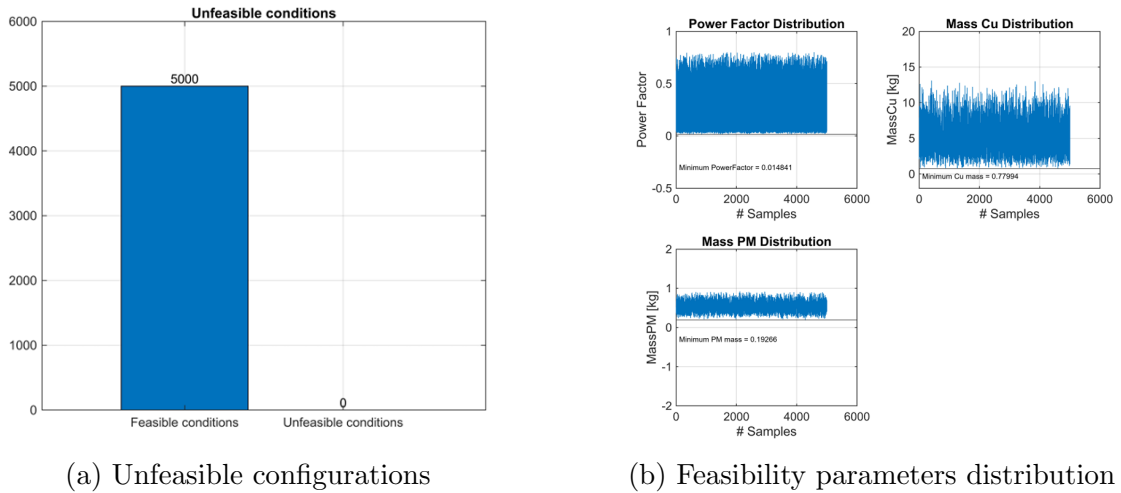 Unfeasible conditions
6000
5000
4000
3000
2000
1000
0
5000
0
Feasible conditions
Unfeasible conditions
(a) Unfeasible configurations
Power Factor Distribution
1
0.5
0
-0.5
Power Factor
Minimum PowerFactor = 0.014841
0
2000
4000
6000
# Samples
Mass Cu Distribution
20
15
10
5
0
MassCu [kg]
Minimum Cu mass = 0.77994
0
2000
4000
6000
# Samples
Mass PM Distribution
2
1
0
-1
-2
MassPM [kg]
Minimum PM mass = 0.19266
0
2000
4000
6000
# Samples
(b) Feasibility parameters distribution